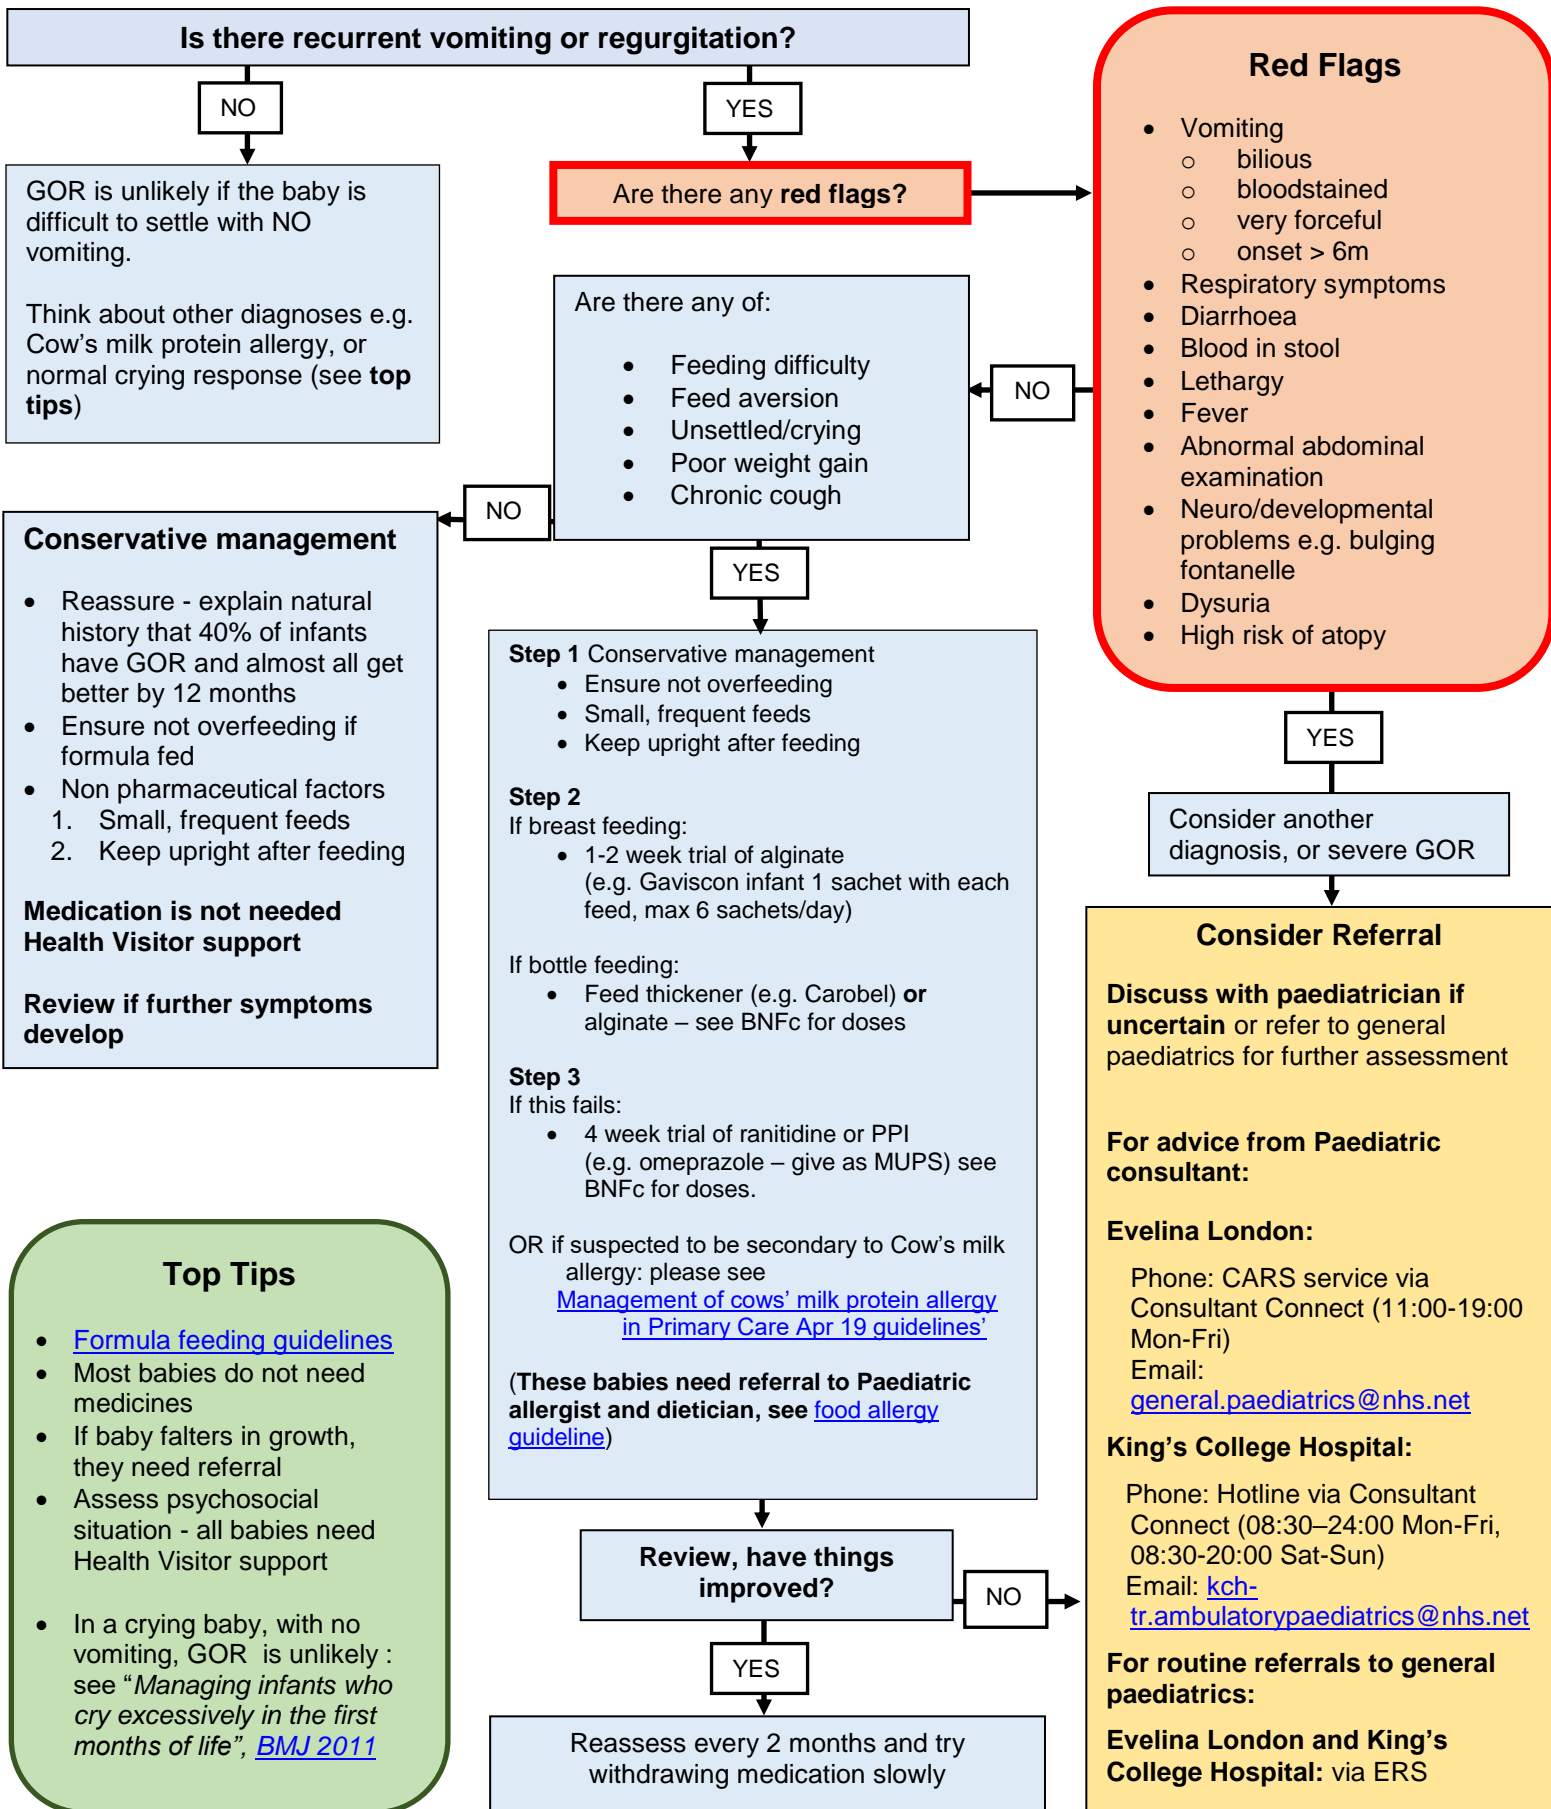 Is there recurrent vomiting or regurgitation?
NO
YES
GOR is unlikely if the baby is
difficult to settle with NO
vomiting.
Think about other diagnoses e.g.
Cow's milk protein allergy, or
normal crying response (see top
tips)
Are there any red flags?
Red Flags
• Vomiting
o bilious
o bloodstained
o very forceful
o onset > 6m
• Respiratory symptoms
• Diarrhoea
• Blood in stool
• Lethargy
• Fever
• Abnormal abdominal
examination
• Neuro/developmental
problems e.g. bulging
fontanelle
• Dysuria
• High risk of atopy
NO
Are there any of:
• Feeding difficulty
• Feed aversion
• Unsettled/crying
• Poor weight gain
• Chronic cough
NO
YES
Conservative management
• Reassure - explain natural
history that 40% of infants
have GOR and almost all get
better by 12 months
• Ensure not overfeeding if
formula fed
• Non pharmaceutical factors
1. Small, frequent feeds
2. Keep upright after feeding
Medication is not needed
Health Visitor support
Review if further symptoms
develop
Step 1 Conservative management
• Ensure not overfeeding
• Small, frequent feeds
• Keep upright after feeding
Step 2
If breast feeding:
• 1-2 week trial of alginate
(e.g. Gaviscon infant 1 sachet with each
feed, max 6 sachets/day)
If bottle feeding:
• Feed thickener (e.g. Carobel) or
alginate – see BNFc for doses
Step 3
If this fails:
• 4 week trial of ranitidine or PPI
(e.g. omeprazole – give as MUPS) see
BNFc for doses.
OR if suspected to be secondary to Cow's milk
allergy: please see
Management of cows' milk protein allergy
in Primary Care Apr 19 guidelines'
(These babies need referral to Paediatric
allergist and dietician, see food allergy
guideline)
YES
Consider another
diagnosis, or severe GOR
Consider Referral
Discuss with paediatrician if
uncertain or refer to general
paediatrics for further assessment
For advice from Paediatric
consultant:
Evelina London:
Phone: CARS service via
Consultant Connect (11:00-19:00
Mon-Fri)
Email:
general.paediatrics@nhs.net
King's College Hospital:
Phone: Hotline via Consultant
Connect (08:30–24:00 Mon-Fri,
08:30-20:00 Sat-Sun)
Email: kch-
tr.ambulatorypaediatrics@nhs.net
For routine referrals to general
paediatrics:
Evelina London and King's
College Hospital: via ERS
Top Tips
• Formula feeding guidelines
• Most babies do not need
medicines
• If baby falters in growth,
they need referral
• Assess psychosocial
situation - all babies need
Health Visitor support
• In a crying baby, with no
vomiting, GOR is unlikely :
see "Managing infants who
cry excessively in the first
months of life", BMJ 2011
Review, have things
improved?
NO
YES
Reassess every 2 months and try
withdrawing medication slowly